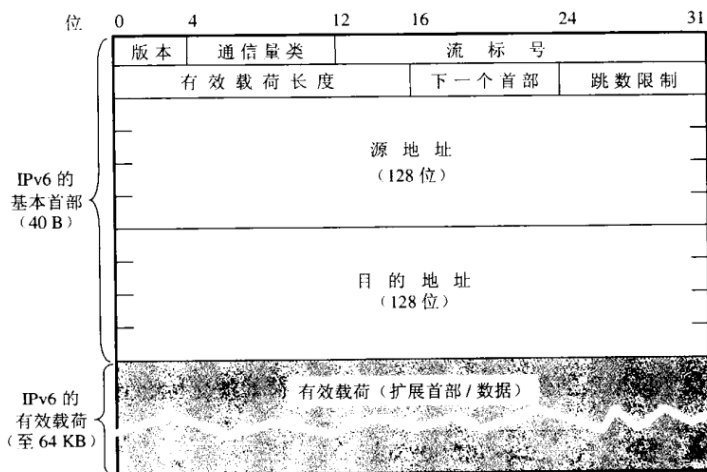 位 0 4 12 16 24 31
版本 通信量类 流标号
有效载荷长度 下一个首部 跳数限制
源地址
（128 位）
IPv6 的
基本首部
（40 B）
目的地址
（128 位）
IPv6 的
有效载荷
（至 64 KB）
有效载荷（扩展首部 / 数据）